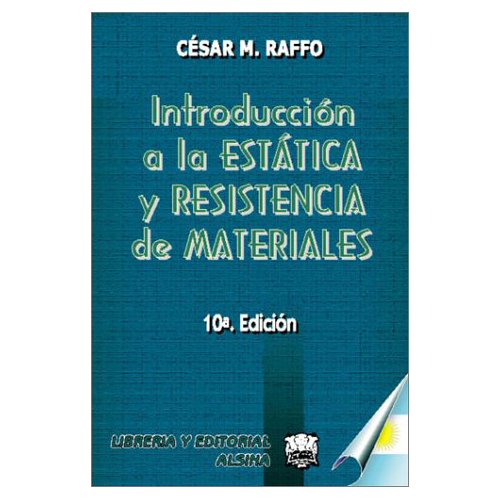 CÉSAR M. RAFFO
Introducción
a la ESTÁTICA
y RESISTENCIA
de MATERIALES
10ª. Edición
LIBRERIA Y EDITORIAL
ALSINA